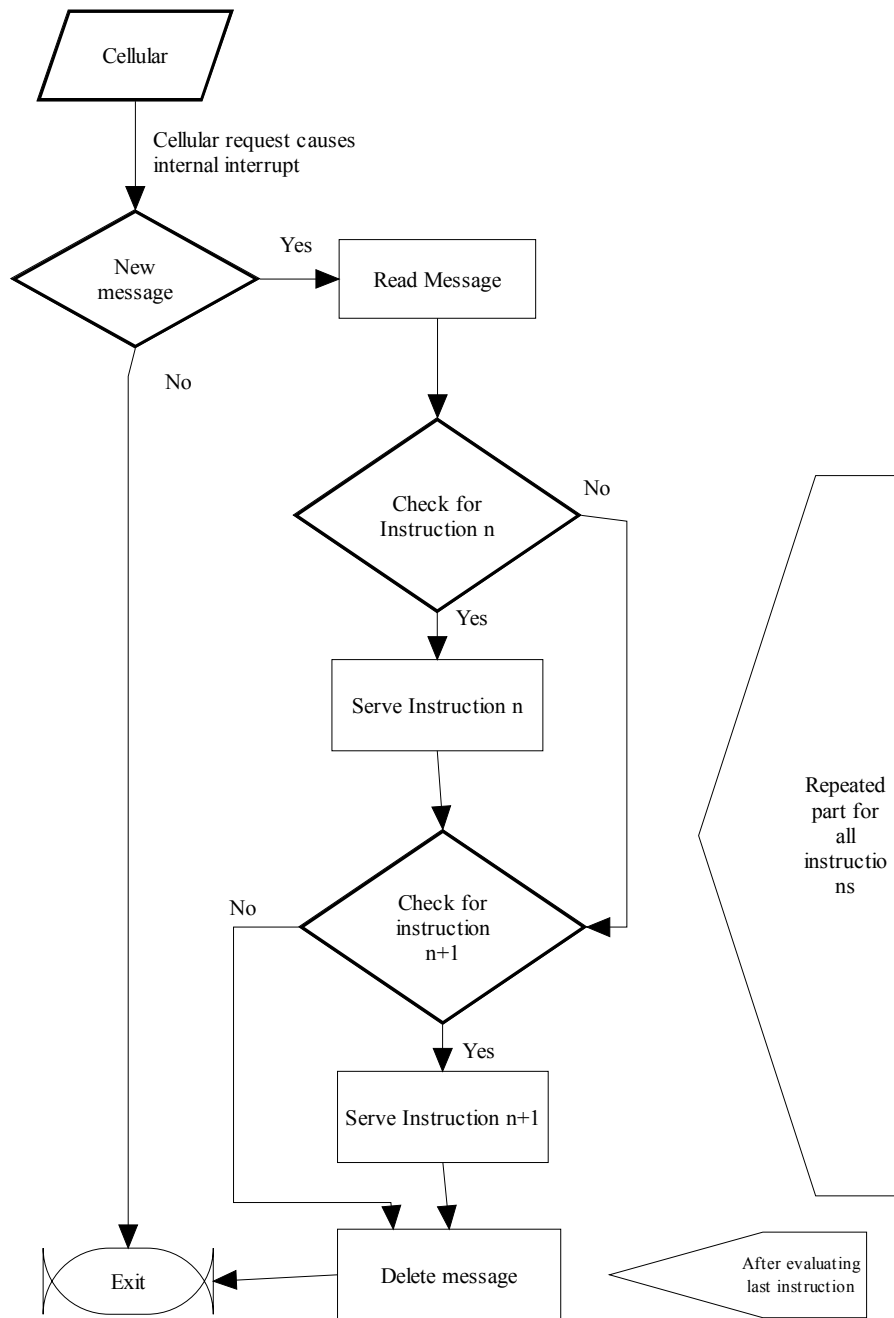 Cellular
Cellular request causes
internal interrupt
New
message
Yes
Read Message
No
Check for
Instruction n
No
Yes
Serve Instruction n
Check for
instruction
n+1
No
Yes
Serve Instruction n+1
Delete message
Exit
Repeated
part for
all
instructio
ns
After evaluating
last instruction